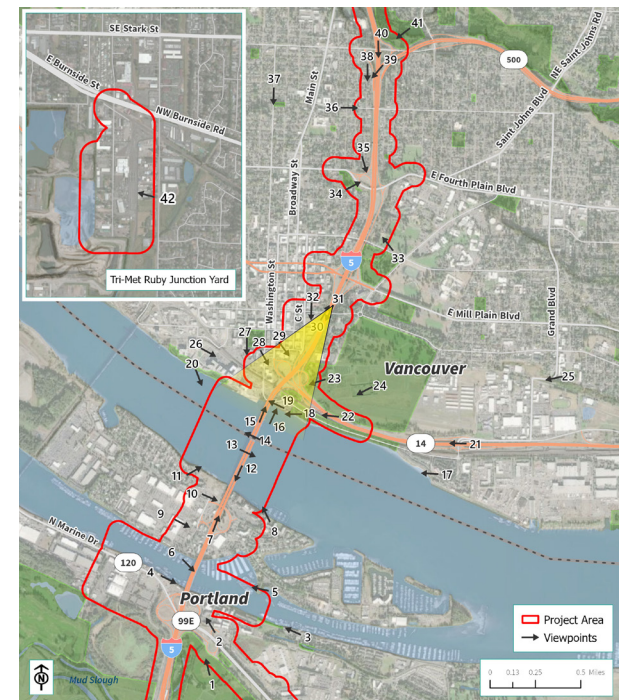 SE Stark St
E Burnside St
NW Burnside Rd
42
Tri-Met Ruby Junction Yard
41
40
38
39
37
Main St
36
500
NE Saint Johns Rd
Saint Johns Blvd
35
E Fourth Plain Blvd
34
Broadway St
33
5
Washington St
C St
32
31
30
E Mill Plain Blvd
Grand Blvd
27
29
28
26
20
Vancouver
23
24
25
19
18
22
15
16
14
21
14
13
12
17
11
10
9
8
7
N Marine Dr
120
6
4
5
Portland
99E
3
2
5
1
Mud Slough
N
Project Area
Viewpoints
0 0.13 0.25 0.5 Miles